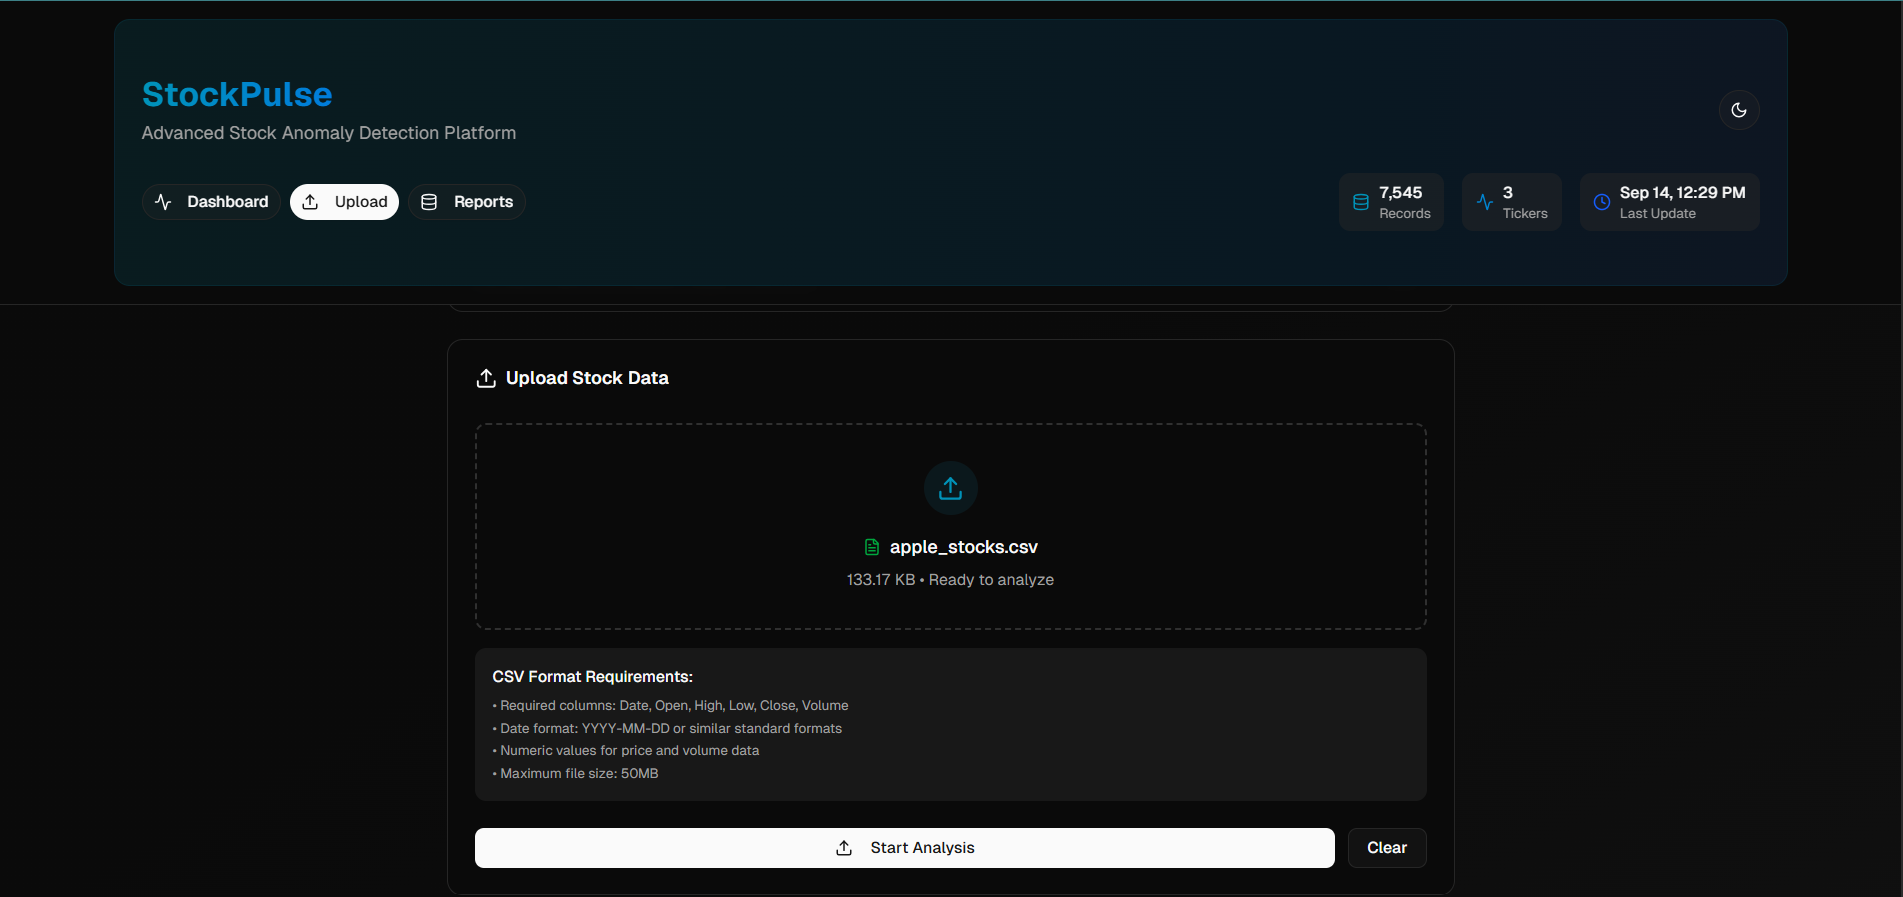 StockPulse
Advanced Stock Anomaly Detection Platform
Dashboard
Upload
Reports
7,545
Records
3
Tickers
Sep 14, 12:29 PM
Last Update
Upload Stock Data
apple_stocks.csv
133.17 KB • Ready to analyze
CSV Format Requirements:
• Required columns: Date, Open, High, Low, Close, Volume
• Date format: YYYY-MM-DD or similar standard formats
• Numeric values for price and volume data
• Maximum file size: 50MB
Start Analysis
Clear